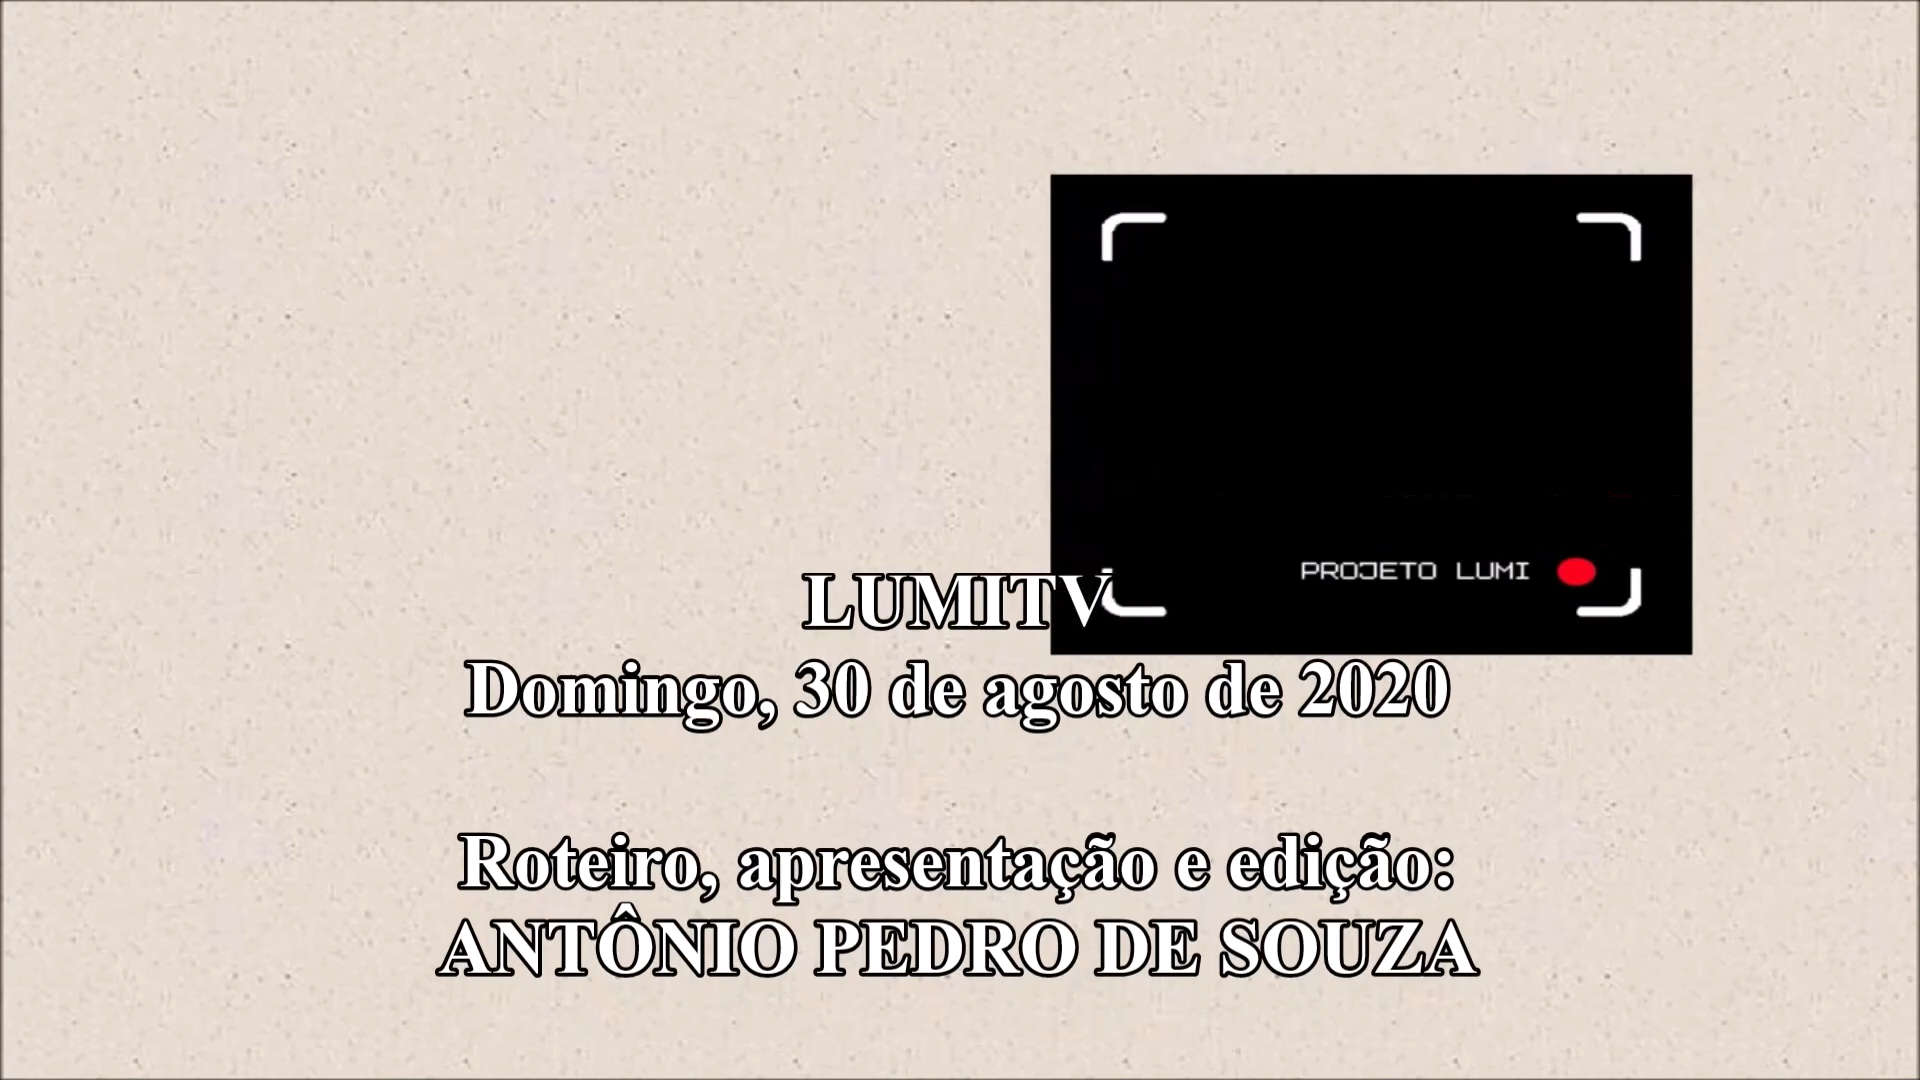 PROJETO LUMI
LUMITV
Domingo, 30 de agosto de 2020
Roteiro, apresentação e edição:
ANTÔNIO PEDRO DE SOUZA